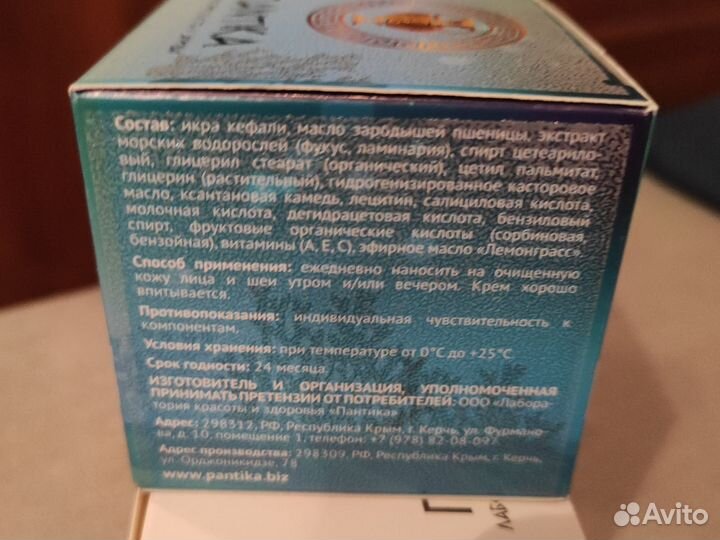 Состав: икра кефали, масло зародышей пшеницы, экстракт
морских водорослей (фукус, ламинария), спирт цетеарило-
вый, глицерил стеарат (органический), цетил пальмитат,
глицерин (растительный), гидрогенизированное касторовое
масло, ксантановая камедь, лецитин, салициловая кислота,
молочная кислота, дегидрацетовая кислота, бензиловый
спирт, фруктовые органические кислоты (сорбиновая,
бензойная), витамины (А, Е, С), эфирное масло «Лемонграсс».
Способ применения: ежедневно наносить на очищенную
кожу лица и шеи утром и/или вечером. Крем хорошо
впитывается.
Противопоказания: индивидуальная чувствительность к
компонентам.
Условия хранения: при температуре от 0°С до +25°С
Срок годности: 24 месяца.
ИЗГОТОВИТЕЛЬ И ОРГАНИЗАЦИЯ, УПОЛНОМОЧЕННАЯ
ПРИНИМАТЬ ПРЕТЕНЗИИ ОТ ПОТРЕБИТЕЛЕЙ: ООО «Лабора-
тория красоты и здоровья «Пантика»
Адрес: 298312, РФ, Республика Крым, г. Керчь, ул. Фурмано-
ва, д. 10, помещение 1, телефон: +7 (978) 82-08-097
Адрес производства: 298309, РФ, Республика Крым, г. Керчь,
ул. Орджоникидзе, 7в
www.pantika.biz
Avito